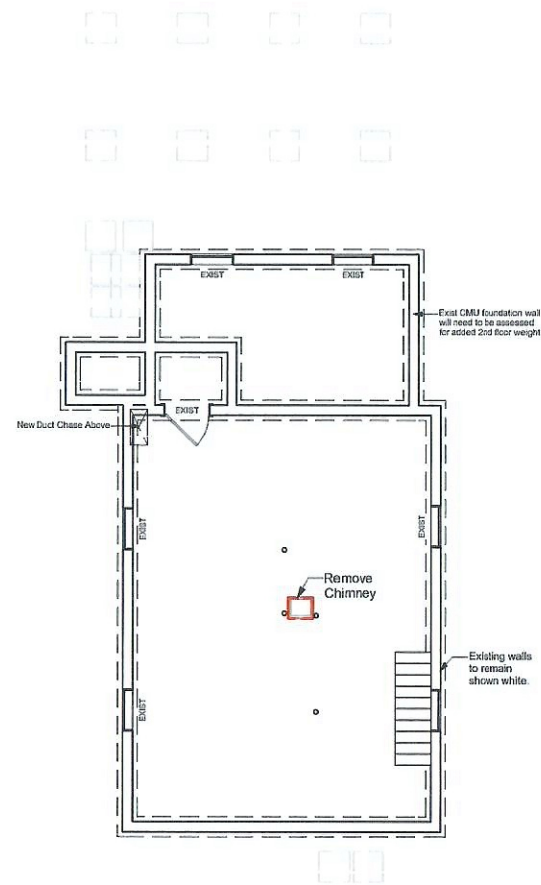 EXIST
EXIST
Exist CMU foundation wall
will need to be assessed
for added 2nd floor weight
EXIST
New Duct Chase Above
EXIST
EXIST
Remove
Chimney
Existing walls
to remain
shown white.
EXIST